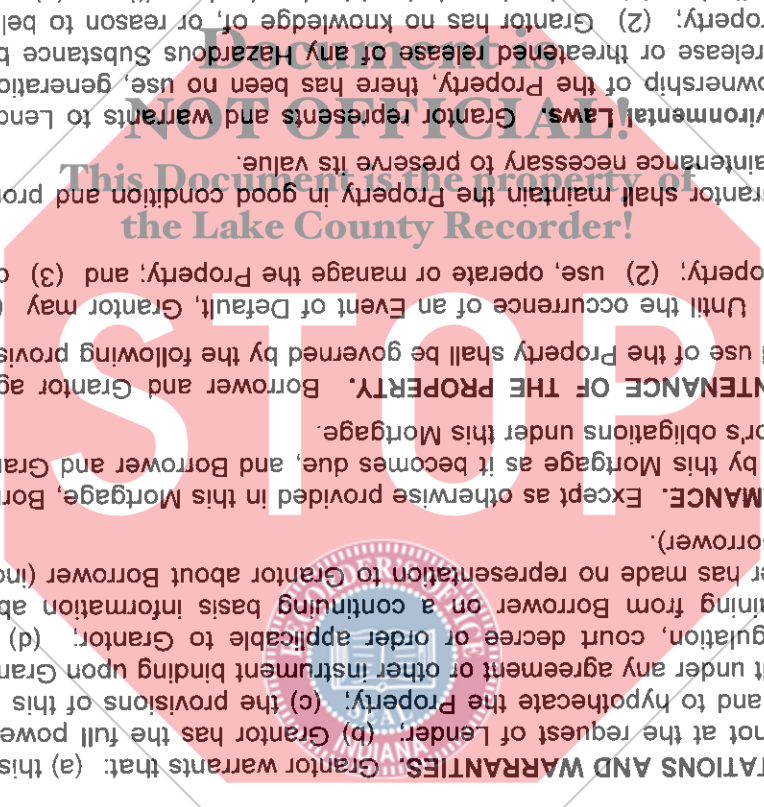 TATIONS AND WARRANTIES. Grantor warrants that: (a) this
not at the request of Lender; (b) Grantor has the full powe
and to hypothecate the Property; (c) the provisions of this
lt under any agreement or other instrument binding upon Gran
gulation, court decree or order applicable to Grantor; (d)
aining from Borrower on a continuing basis information ab
er has made no representation to Grantor about Borrower (inc
orrower).
MANCE. Except as otherwise provided in this Mortgage, Bor
by this Mortgage as it becomes due, and Borrower and Gran
or's obligations under this Mortgage.
NTENANCE OF THE PROPERTY. Borrower and Grantor ag
l use of the Property shall be governed by the following provis
Until the occurrence of an Event of Default, Grantor may (
operty; (2) use, operate or manage the Property; and (3) c
rantor shall maintain the Property in good condition and pro
aintenance necessary to preserve its value.
vironmental Laws. Grantor represents and warrants to Lend
ownership of the Property, there has been no use, generation
release or threatened release of any Hazardous Substance b
operty; (2) Grantor has no knowledge of, or reason to bel
Document is
NOT OFFICIAL!
This Document is the property of
the Lake County Recorder!
STOP
RECORDER'S OFFICE
SEAL
INDIANA